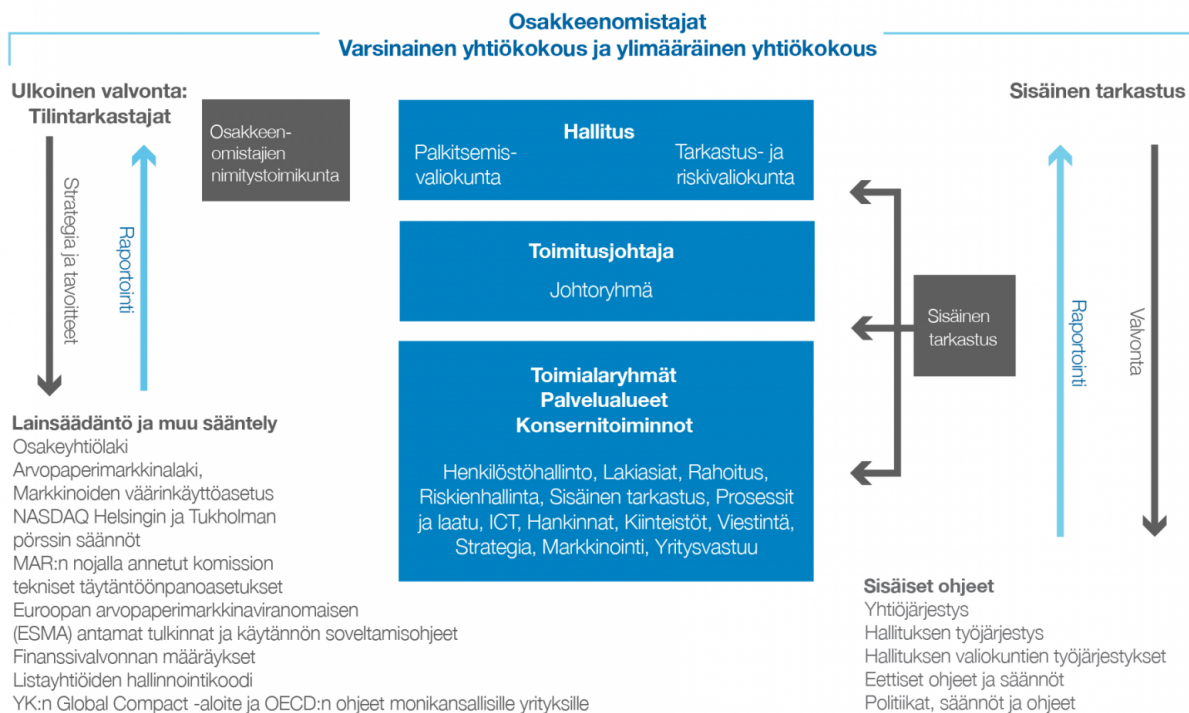 Osakkeenomistajat
Varsinainen yhtiökokous ja ylimääräinen yhtiökokous
Ulkoinen valvonta:
Tilintarkastajat
Strategia ja tavoitteet
Raportointi
Osakkeen-
omistajien
nimitystoimikunta
Hallitus
Palkitsemis-
valiokunta
Tarkastus- ja
riskivaliokunta
Toimitusjohtaja
Johtoryhmä
Toimialaryhmät
Palvelualueet
Konsernitoiminnot
Henkilöstöhallinto, Lakiasiat, Rahoitus,
Riskienhallinta, Sisäinen tarkastus, Prosessit
ja laatu, ICT, Hankinnat, Kiinteistöt, Viestintä,
Strategia, Markkinointi, Yritysvastuu
Sisäinen
tarkastus
Sisäinen tarkastus
Raportointi
Valvonta
Lainsäädäntö ja muu sääntely
Osakeyhtiölaki
Arvopaperimarkkinalaki,
Markkinoiden väärinkäyttöasetus
NASDAQ Helsingin ja Tukholman
pörssin säännöt
MAR:n nojalla annetut komission
tekniset täytäntöönpanoasetukset
Euroopan arvopaperimarkkinaviranomaisen
(ESMA) antamat tulkinnat ja käytännön soveltamisohjeet
Finanssivalvonnan määräykset
Listayhtiöiden hallinnointikoodi
YK:n Global Compact -aloite ja OECD:n ohjeet monikansallisille yrityksille
Sisäiset ohjeet
Yhtiöjärjestys
Hallituksen työjärjestys
Hallituksen valiokuntien työjärjestykset
Eettiset ohjeet ja säännöt
Politiikat, säännöt ja ohjeet